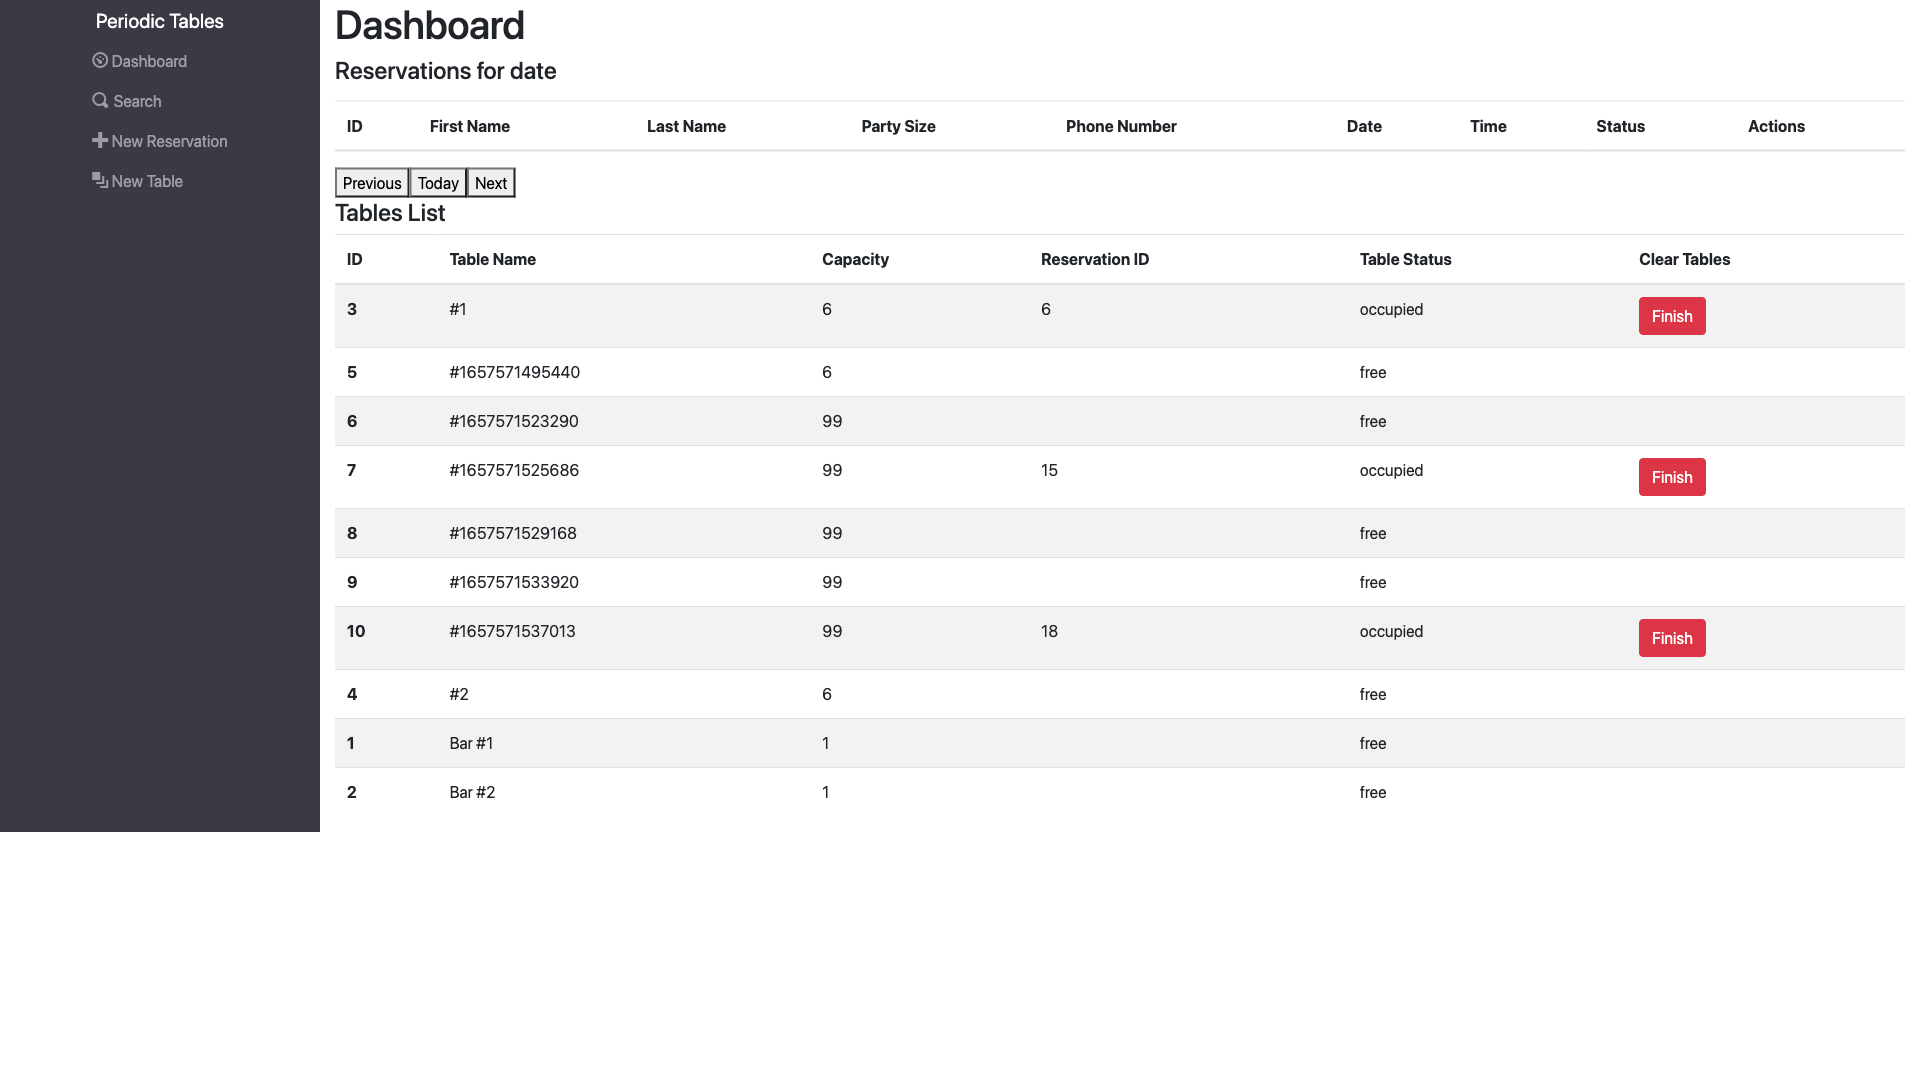 Periodic Tables
Dashboard
Search
New Reservation
New Table
Dashboard
Reservations for date
ID First Name Last Name Party Size Phone Number Date Time Status Actions
Previous Today Next
Tables List
ID Table Name Capacity Reservation ID Table Status Clear Tables
3 #1 6 6 occupied Finish
5 #1657571495440 6 free
6 #1657571523290 99 free
7 #1657571525686 99 15 occupied Finish
8 #1657571529168 99 free
9 #1657571533920 99 free
10 #1657571537013 99 18 occupied Finish
4 #2 6 free
1 Bar #1 1 free
2 Bar #2 1 free